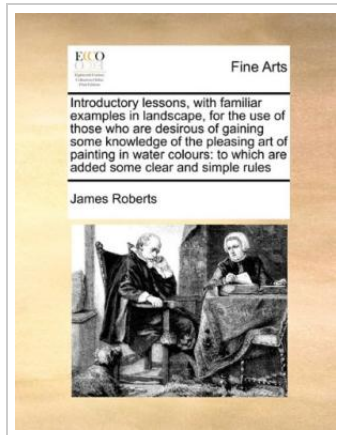 ECCO
Fine Arts
Introductory lessons, with familiar
examples in landscape, for the use of
those who are desirous of gaining
some knowledge of the pleasing art of
painting in water colours: to which are
added some clear and simple rules
James Roberts